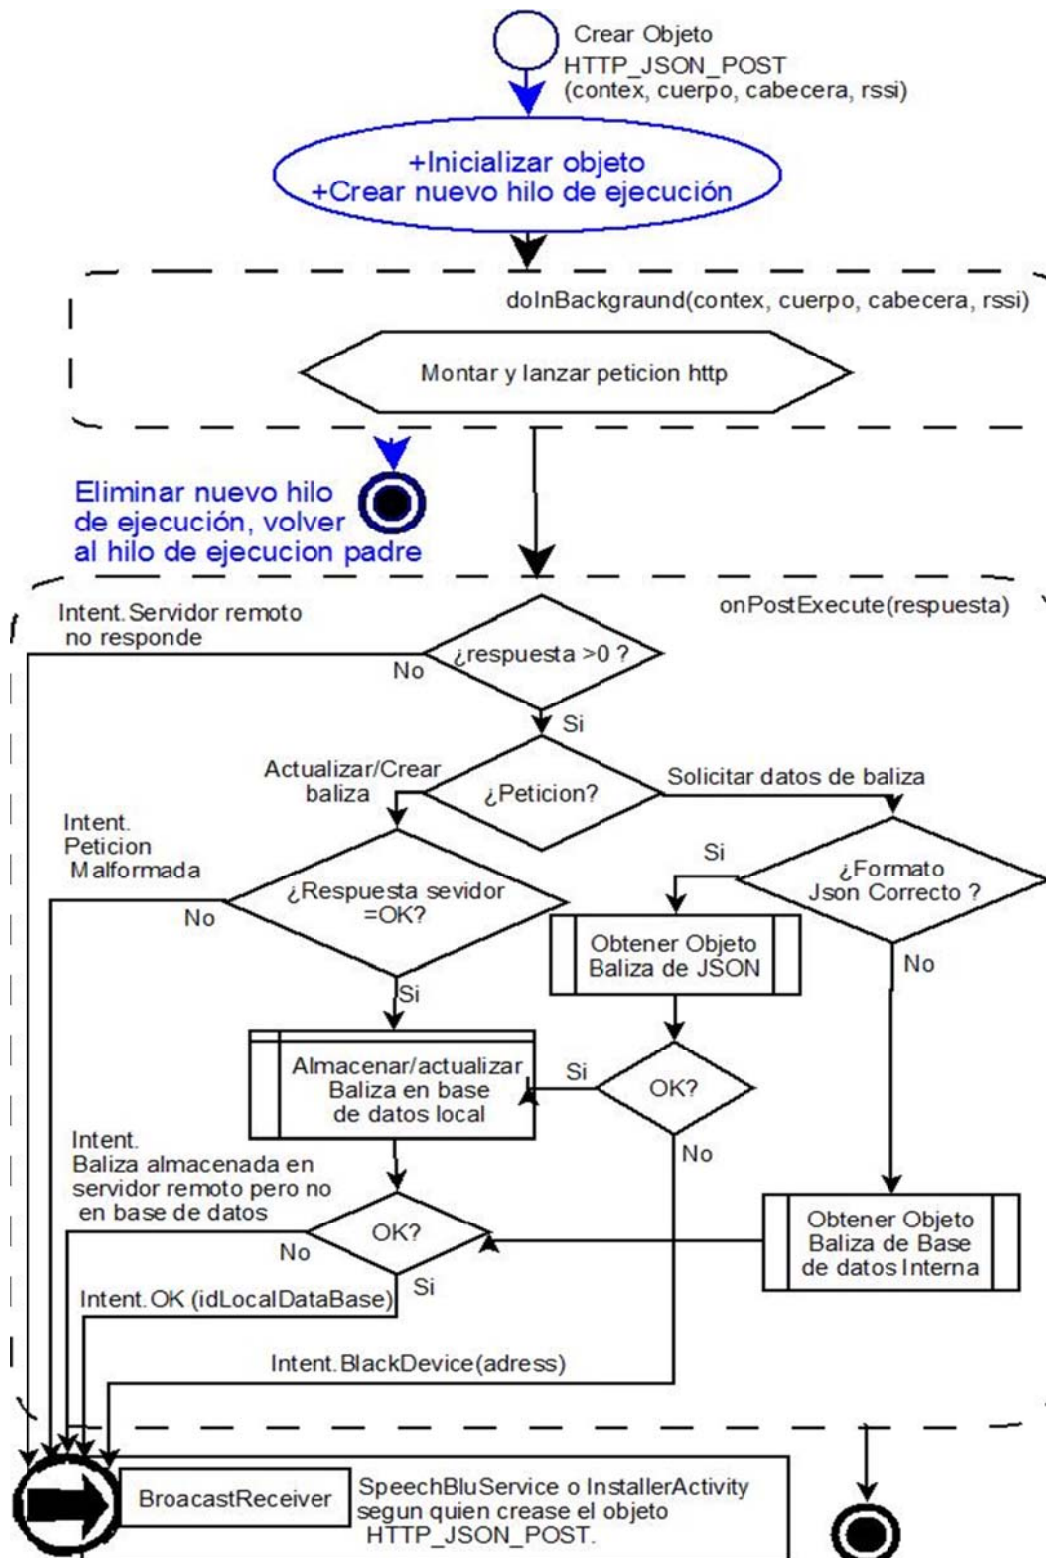 Crear Objeto
HTTP_JSON_POST
(contex, cuerpo, cabecera, rssi)
+Inicializar objeto
+Crear nuevo hilo de ejecución
doInBackgraund(contex, cuerpo, cabecera, rssi)
Montar y lanzar peticion http
Eliminar nuevo hilo
de ejecución, volver
al hilo de ejecucion padre
onPostExecute(respuesta)
Intent.Servidor remoto
no responde
¿respuesta >0 ?
No
Si
Actualizar/Crear
baliza
¿Peticion?
Solicitar datos de baliza
Intent.
Peticion
Malformada
¿Respuesta sevidor
=OK?
No
Si
¿Formato
Json Correcto ?
Si
No
Obtener Objeto
Baliza de JSON
Almacenar/actualizar
Baliza en base
de datos local
Si
OK?
No
Intent.
Baliza almacenada en
servidor remoto pero no
en base de datos
OK?
No
Si
Obtener Objeto
Baliza de Base
de datos Interna
Intent.OK (idLocalDataBase)
Intent.BlackDevice(adress)
BroacastReceiver
SpeechBluService o InstallerActivity
segun quien crease el objeto
HTTP_JSON_POST.